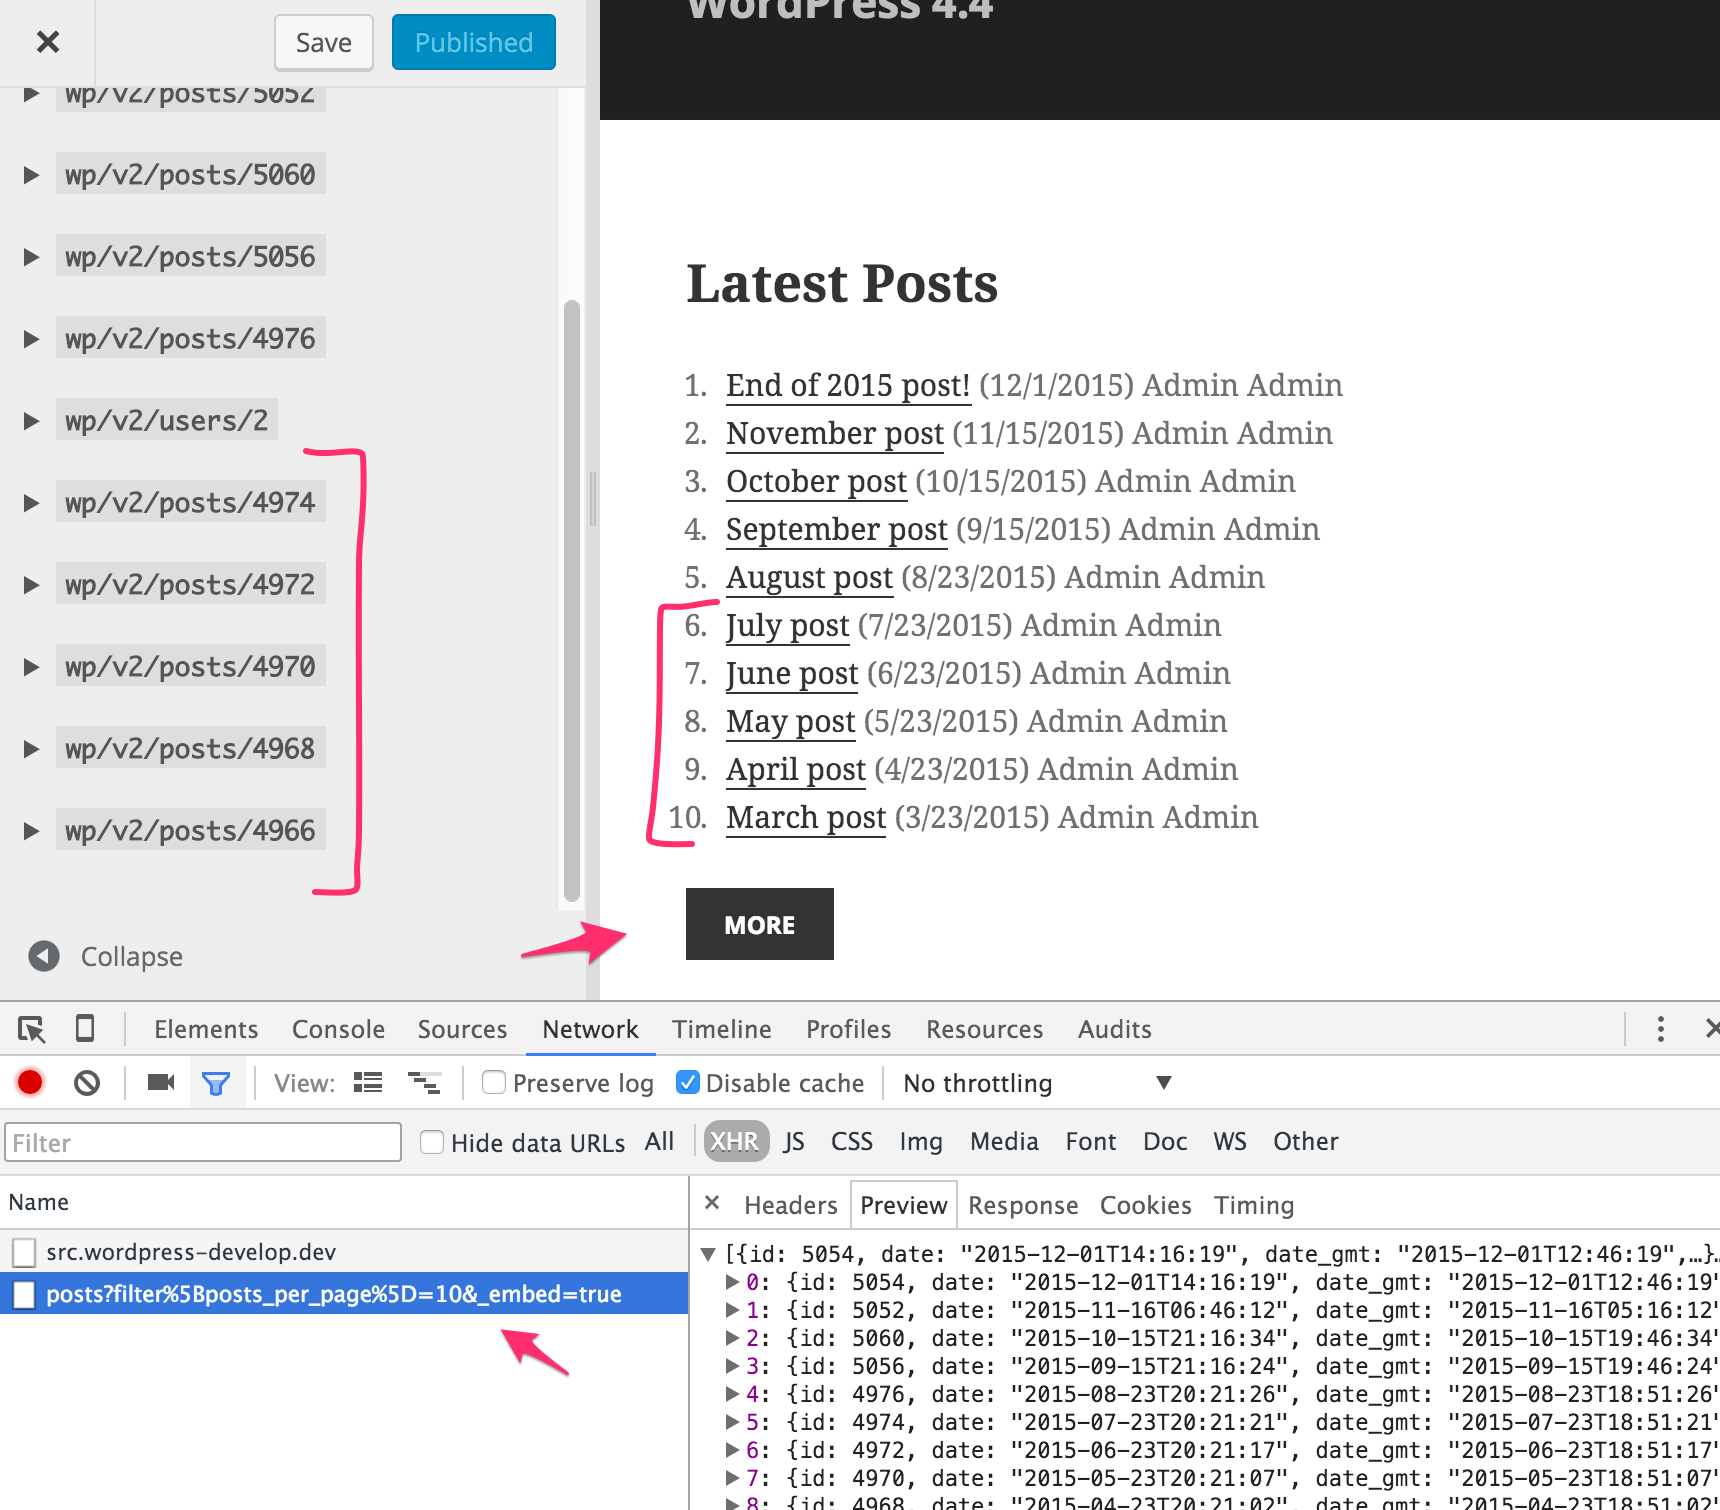 Save
Published
wp/v2/posts/5052
wp/v2/posts/5060
wp/v2/posts/5056
wp/v2/posts/4976
wp/v2/users/2
wp/v2/posts/4974
wp/v2/posts/4972
wp/v2/posts/4970
wp/v2/posts/4968
wp/v2/posts/4966
Collapse
WordPress 4.4
Latest Posts
1. End of 2015 post! (12/1/2015) Admin Admin
2. November post (11/15/2015) Admin Admin
3. October post (10/15/2015) Admin Admin
4. September post (9/15/2015) Admin Admin
5. August post (8/23/2015) Admin Admin
6. July post (7/23/2015) Admin Admin
7. June post (6/23/2015) Admin Admin
8. May post (5/23/2015) Admin Admin
9. April post (4/23/2015) Admin Admin
10. March post (3/23/2015) Admin Admin
MORE
Elements Console Sources Network Timeline Profiles Resources Audits
View: Preserve log Disable cache No throttling
Filter Hide data URLs All XHR JS CSS Img Media Font Doc WS Other
Name
src.wordpress-develop.dev
posts?filter%5Bposts_per_page%5D=10&_embed=true
Headers Preview Response Cookies Timing
[{id: 5054, date: "2015-12-01T14:16:19", date_gmt: "2015-12-01T12:46:19",…}…
0: {id: 5054, date: "2015-12-01T14:16:19", date_gmt: "2015-12-01T12:46:19"
1: {id: 5052, date: "2015-11-16T06:46:12", date_gmt: "2015-11-16T05:16:12"
2: {id: 5060, date: "2015-10-15T21:16:34", date_gmt: "2015-10-15T19:46:34"
3: {id: 5056, date: "2015-09-15T21:16:24", date_gmt: "2015-09-15T19:46:24"
4: {id: 4976, date: "2015-08-23T20:21:26", date_gmt: "2015-08-23T18:51:26"
5: {id: 4974, date: "2015-07-23T20:21:21", date_gmt: "2015-07-23T18:51:21"
6: {id: 4972, date: "2015-06-23T20:21:17", date_gmt: "2015-06-23T18:51:17"
7: {id: 4970, date: "2015-05-23T20:21:07", date_gmt: "2015-05-23T18:51:07"
8: {id: 4968, date: "2015-04-23T20:21:02", date_gmt: "2015-04-23T18:51:02"